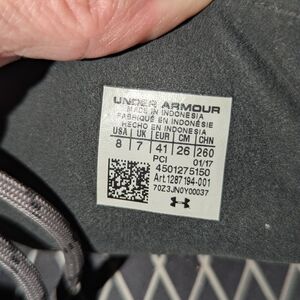 UNDER ARMOUR
MADE IN INDONESIA
FABRIQUÉ EN INDONÉSIE
HECHO EN INDONESIA
USA UK EUR CM CHN
8 7 41 26 260
PCI 01/17
4501275150
Art.1287194-001
70Z3JN0Y00037